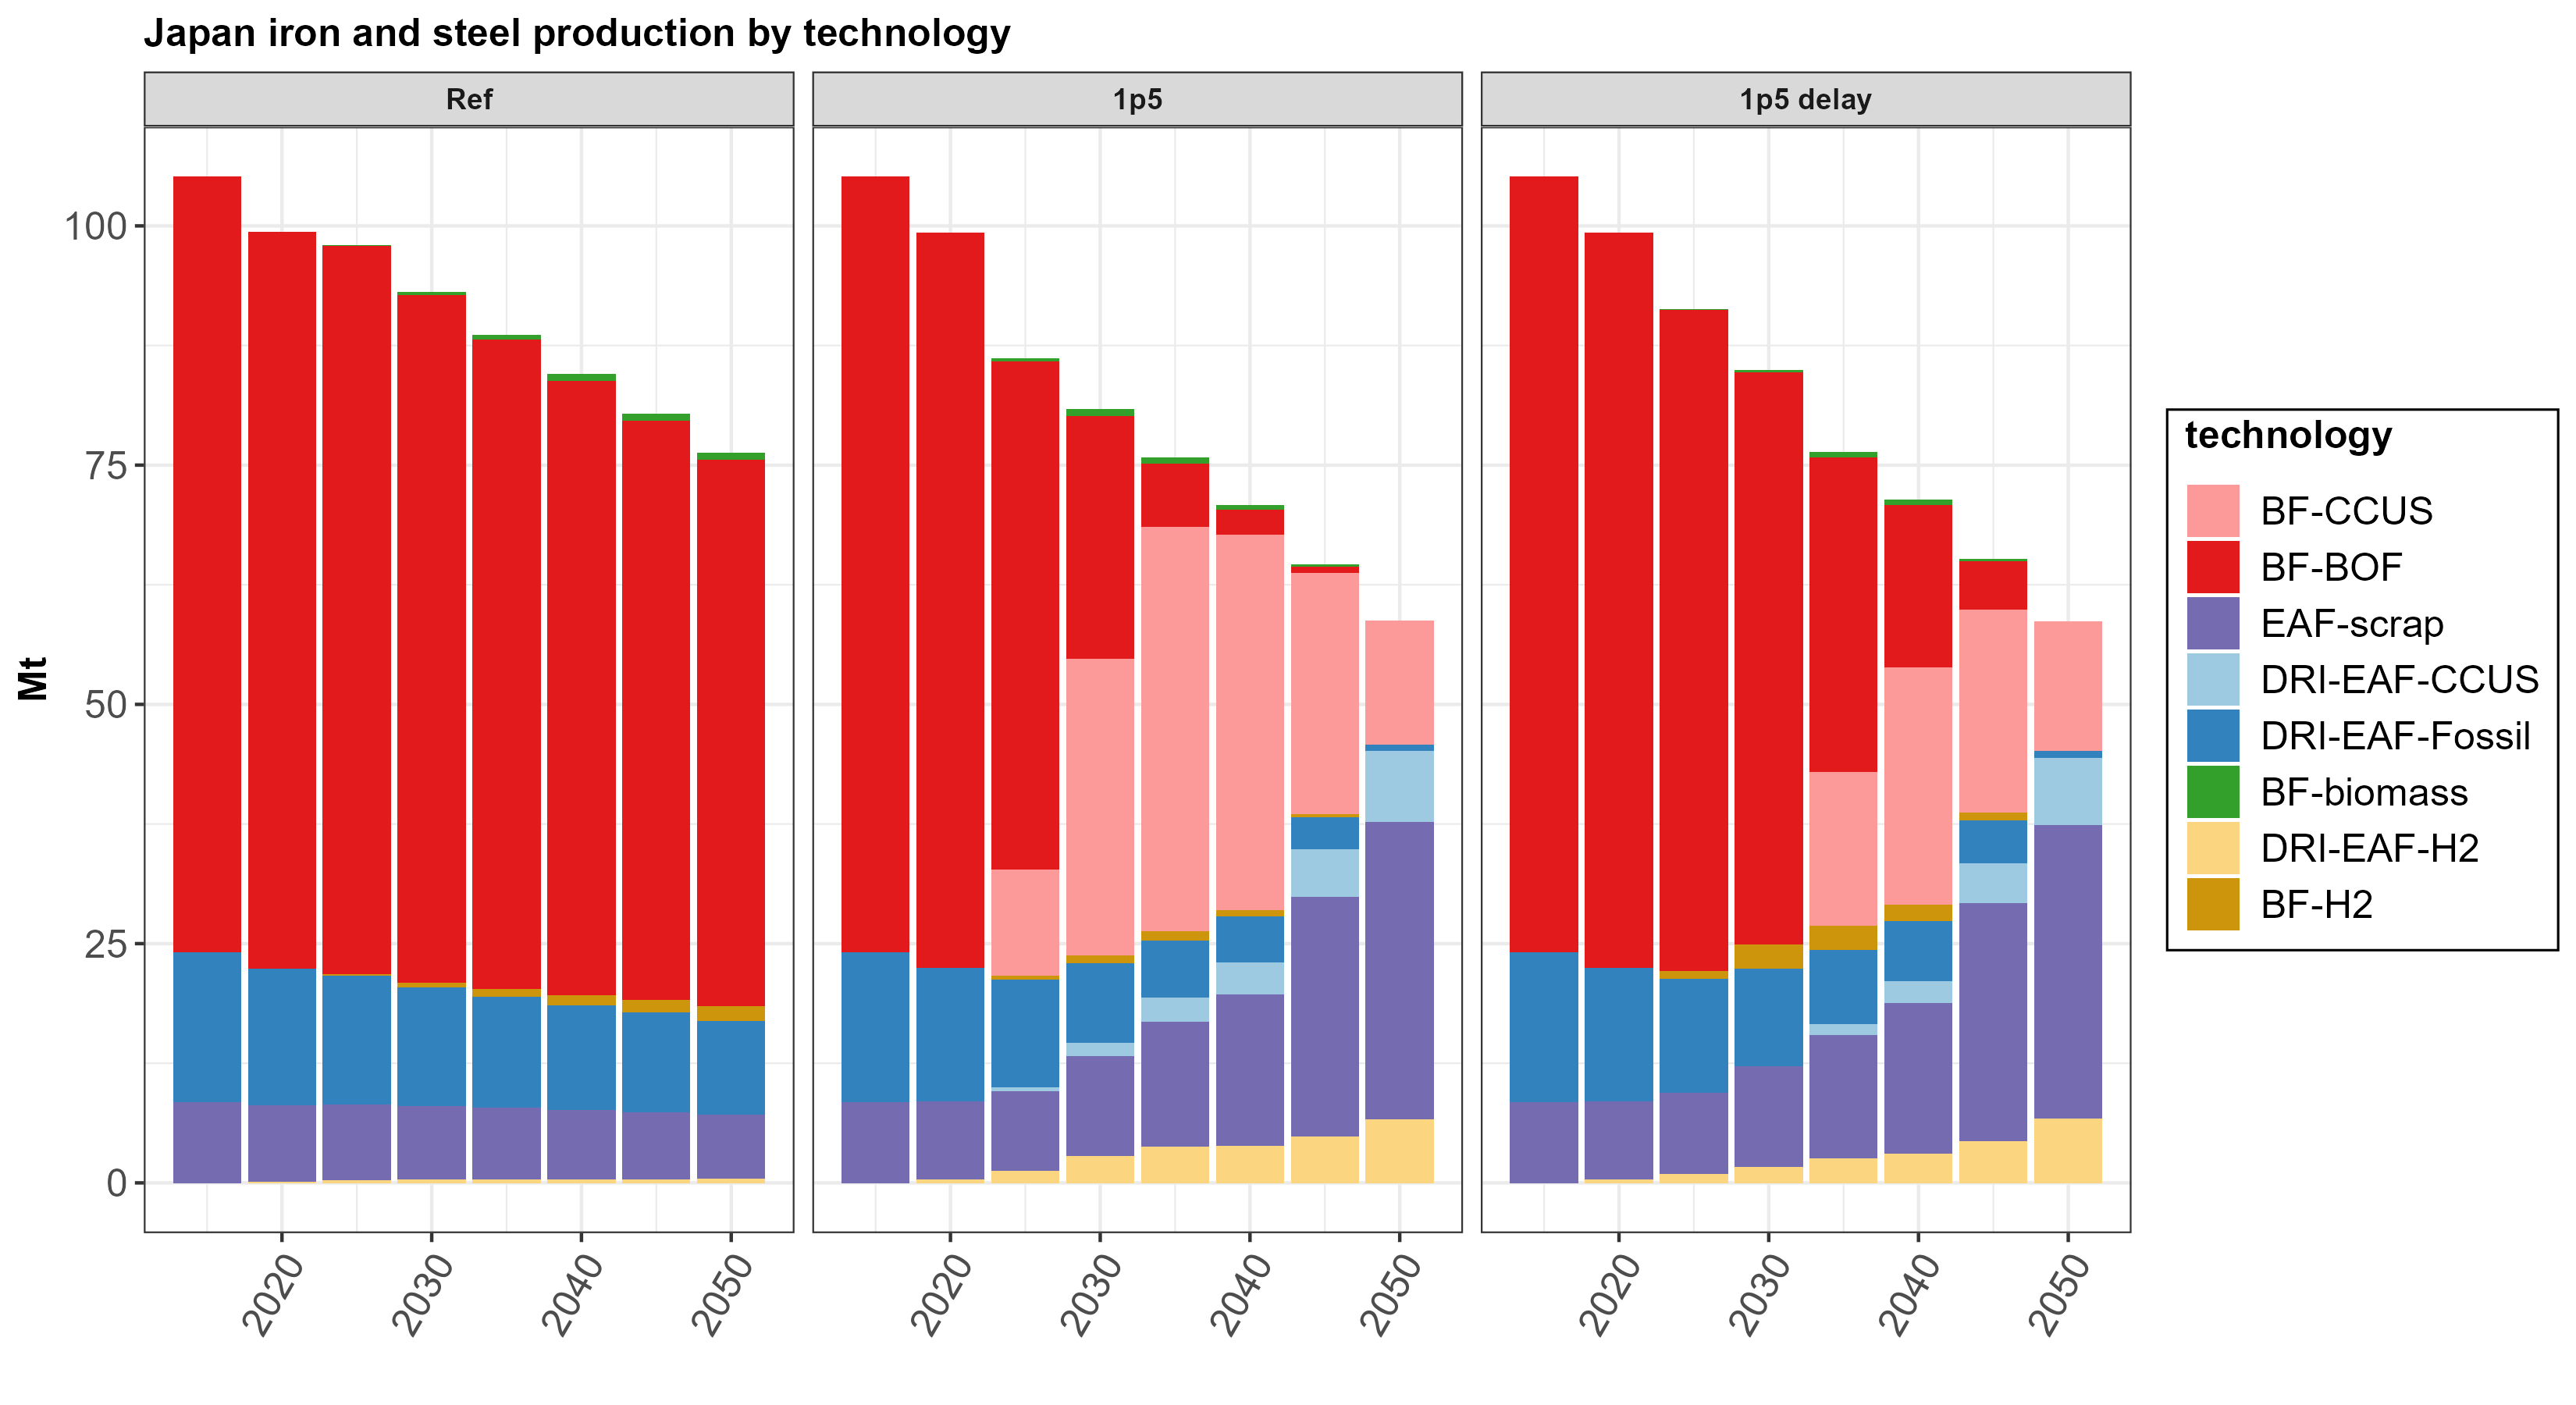 Japan iron and steel production by technology
Ref
1p5
1p5 delay
100
75
50
25
0
Mt
2020
2030
2040
2050
2020
2030
2040
2050
2020
2030
2040
2050
technology
BF-CCUS
BF-BOF
EAF-scrap
DRI-EAF-CCUS
DRI-EAF-Fossil
BF-biomass
DRI-EAF-H2
BF-H2